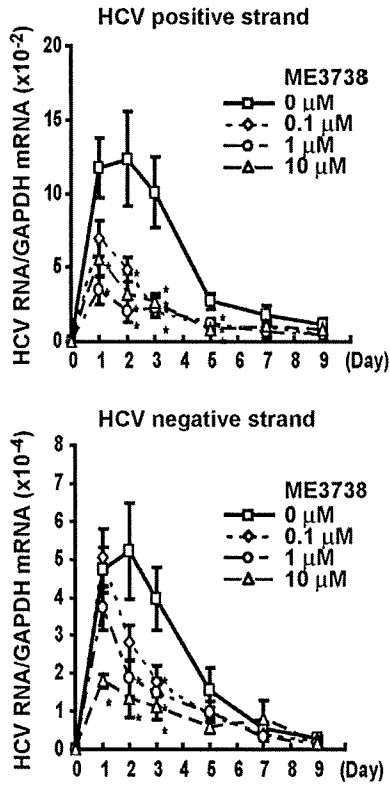 HCV positive strand
HCV RNA/GAPDH mRNA (x10-2)
20
15
10
5
0
ME3738
0 µM
0.1 µM
1 µM
10 µM
* * * * * * * *
0 1 2 3 4 5 6 7 8 9 (Day)
HCV negative strand
HCV RNA/GAPDH mRNA (x10-4)
8
7
6
5
4
3
2
1
0
ME3738
0 µM
0.1 µM
1 µM
10 µM
* * * * * *
0 1 2 3 4 5 6 7 8 9 (Day)